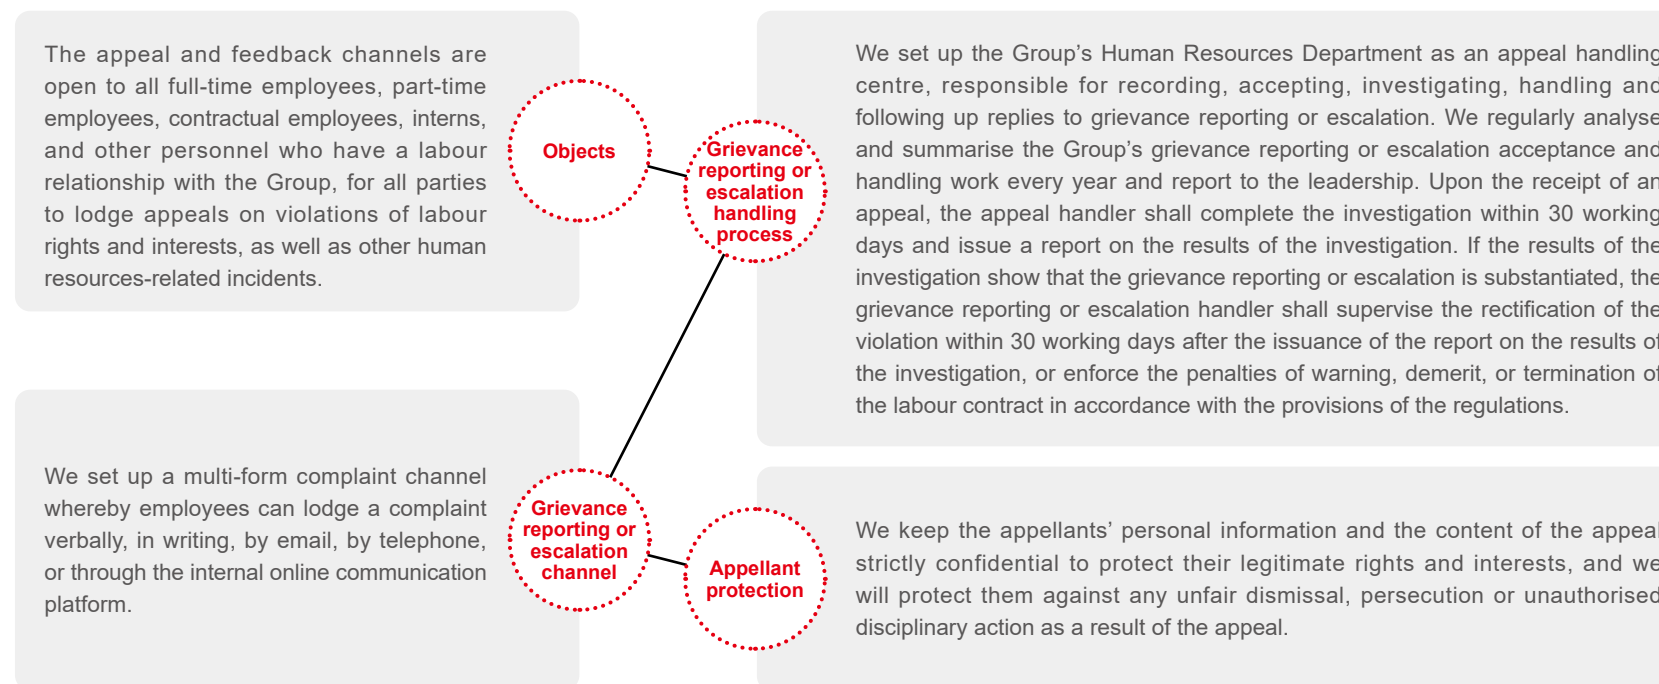 The appeal and feedback channels are
open to all full-time employees, part-time
employees, contractual employees, interns,
and other personnel who have a labour
relationship with the Group, for all parties
to lodge appeals on violations of labour
rights and interests, as well as other human
resources-related incidents.
Objects
Grievance
reporting or
escalation
handling
process
We set up the Group’s Human Resources Department as an appeal handling
centre, responsible for recording, accepting, investigating, handling and
following up replies to grievance reporting or escalation. We regularly analyse
and summarise the Group’s grievance reporting or escalation acceptance and
handling work every year and report to the leadership. Upon the receipt of an
appeal, the appeal handler shall complete the investigation within 30 working
days and issue a report on the results of the investigation. If the results of the
investigation show that the grievance reporting or escalation is substantiated, the
grievance reporting or escalation handler shall supervise the rectification of the
violation within 30 working days after the issuance of the report on the results of
the investigation, or enforce the penalties of warning, demerit, or termination of
the labour contract in accordance with the provisions of the regulations.
We set up a multi-form complaint channel
whereby employees can lodge a complaint
verbally, in writing, by email, by telephone,
or through the internal online communication
platform.
Grievance
reporting or
escalation
channel
Appellant
protection
We keep the appellants’ personal information and the content of the appeal
strictly confidential to protect their legitimate rights and interests, and we
will protect them against any unfair dismissal, persecution or unauthorised
disciplinary action as a result of the appeal.